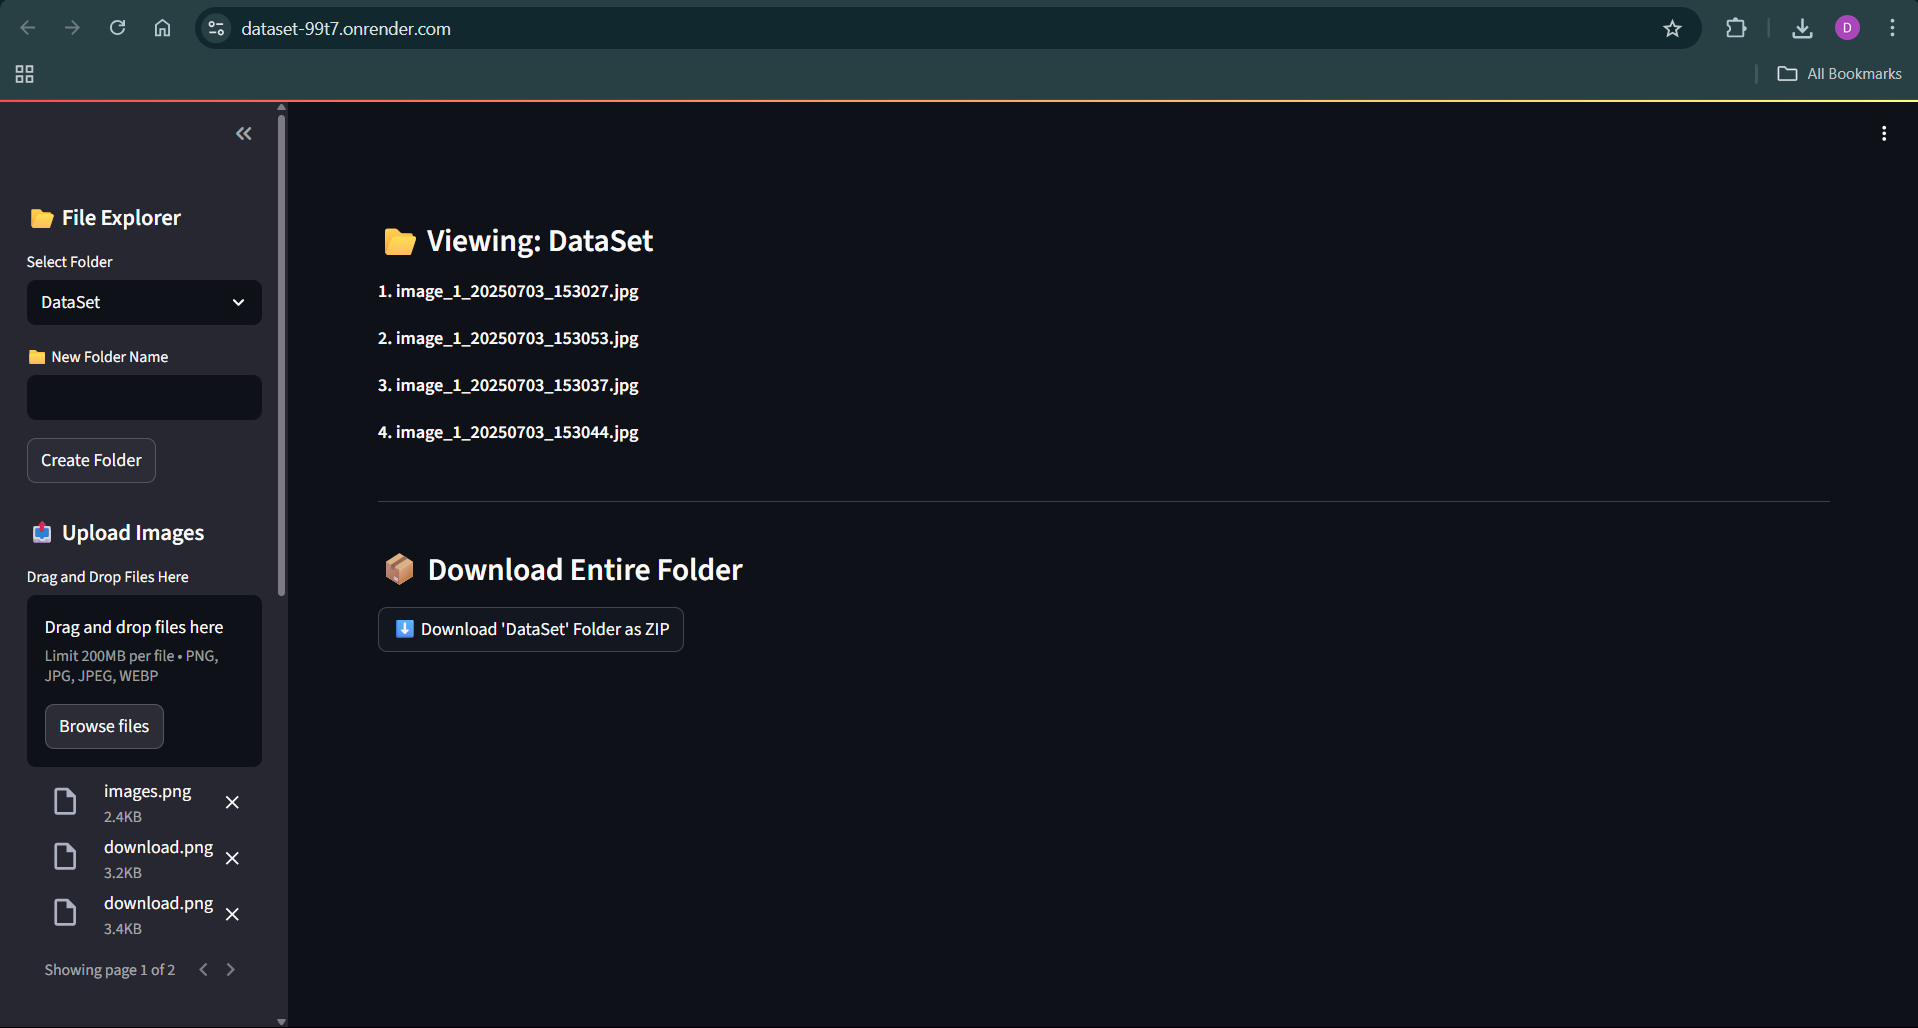 dataset-99t7.onrender.com
D
All Bookmarks
File Explorer
Select Folder
DataSet
New Folder Name
Create Folder
Upload Images
Drag and Drop Files Here
Drag and drop files here
Limit 200MB per file • PNG,
JPG, JPEG, WEBP
Browse files
images.png
2.4KB
download.png
3.2KB
download.png
3.4KB
Showing page 1 of 2
Viewing: DataSet
1. image_1_20250703_153027.jpg
2. image_1_20250703_153053.jpg
3. image_1_20250703_153037.jpg
4. image_1_20250703_153044.jpg
Download Entire Folder
Download 'DataSet' Folder as ZIP